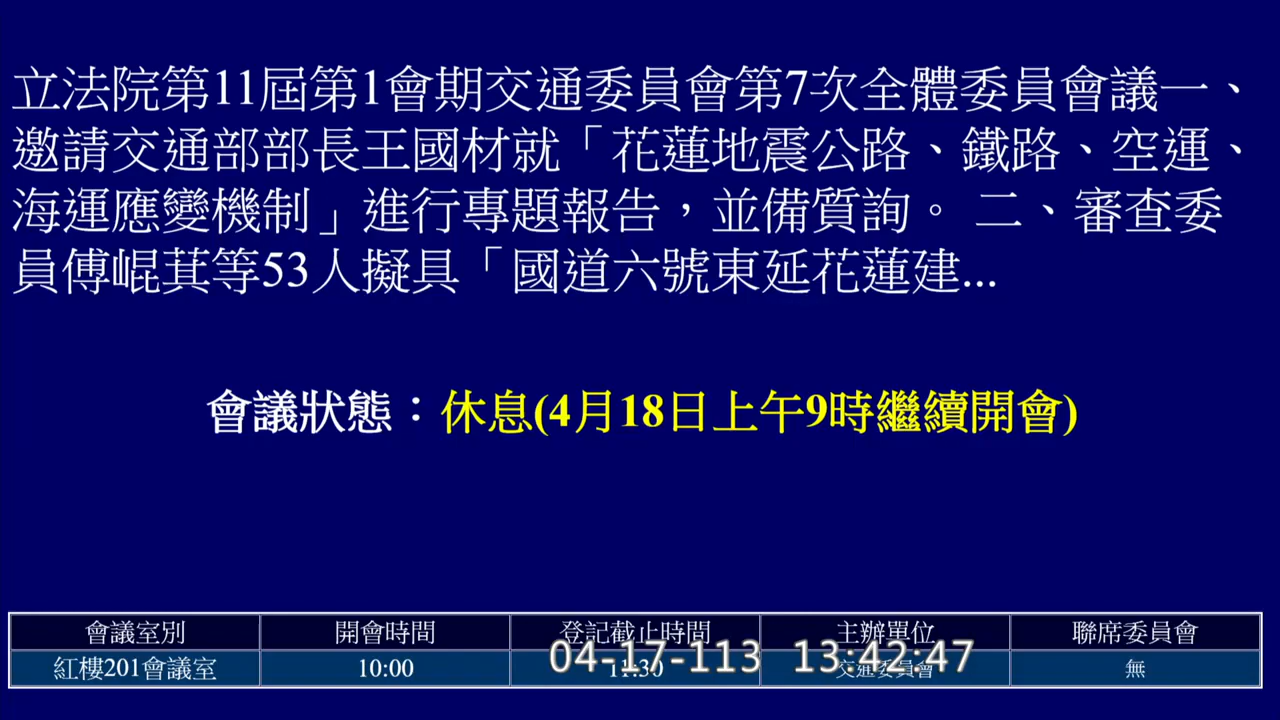 立法院第11屆第1會期交通委員會第7次全體委員會議一、
邀請交通部部長王國材就「花蓮地震公路、鐵路、空運、
海運應變機制」進行專題報告，並備質詢。 二、審查委
員傅崐萁等53人擬具「國道六號東延花蓮建...
會議狀態：休息(4月18日上午9時繼續開會)
會議室別 開會時間 登記截止時間 主辦單位 聯席委員會
04-17-113 13:42:47
紅樓201會議室 10:00 11:30 交通委員會 無